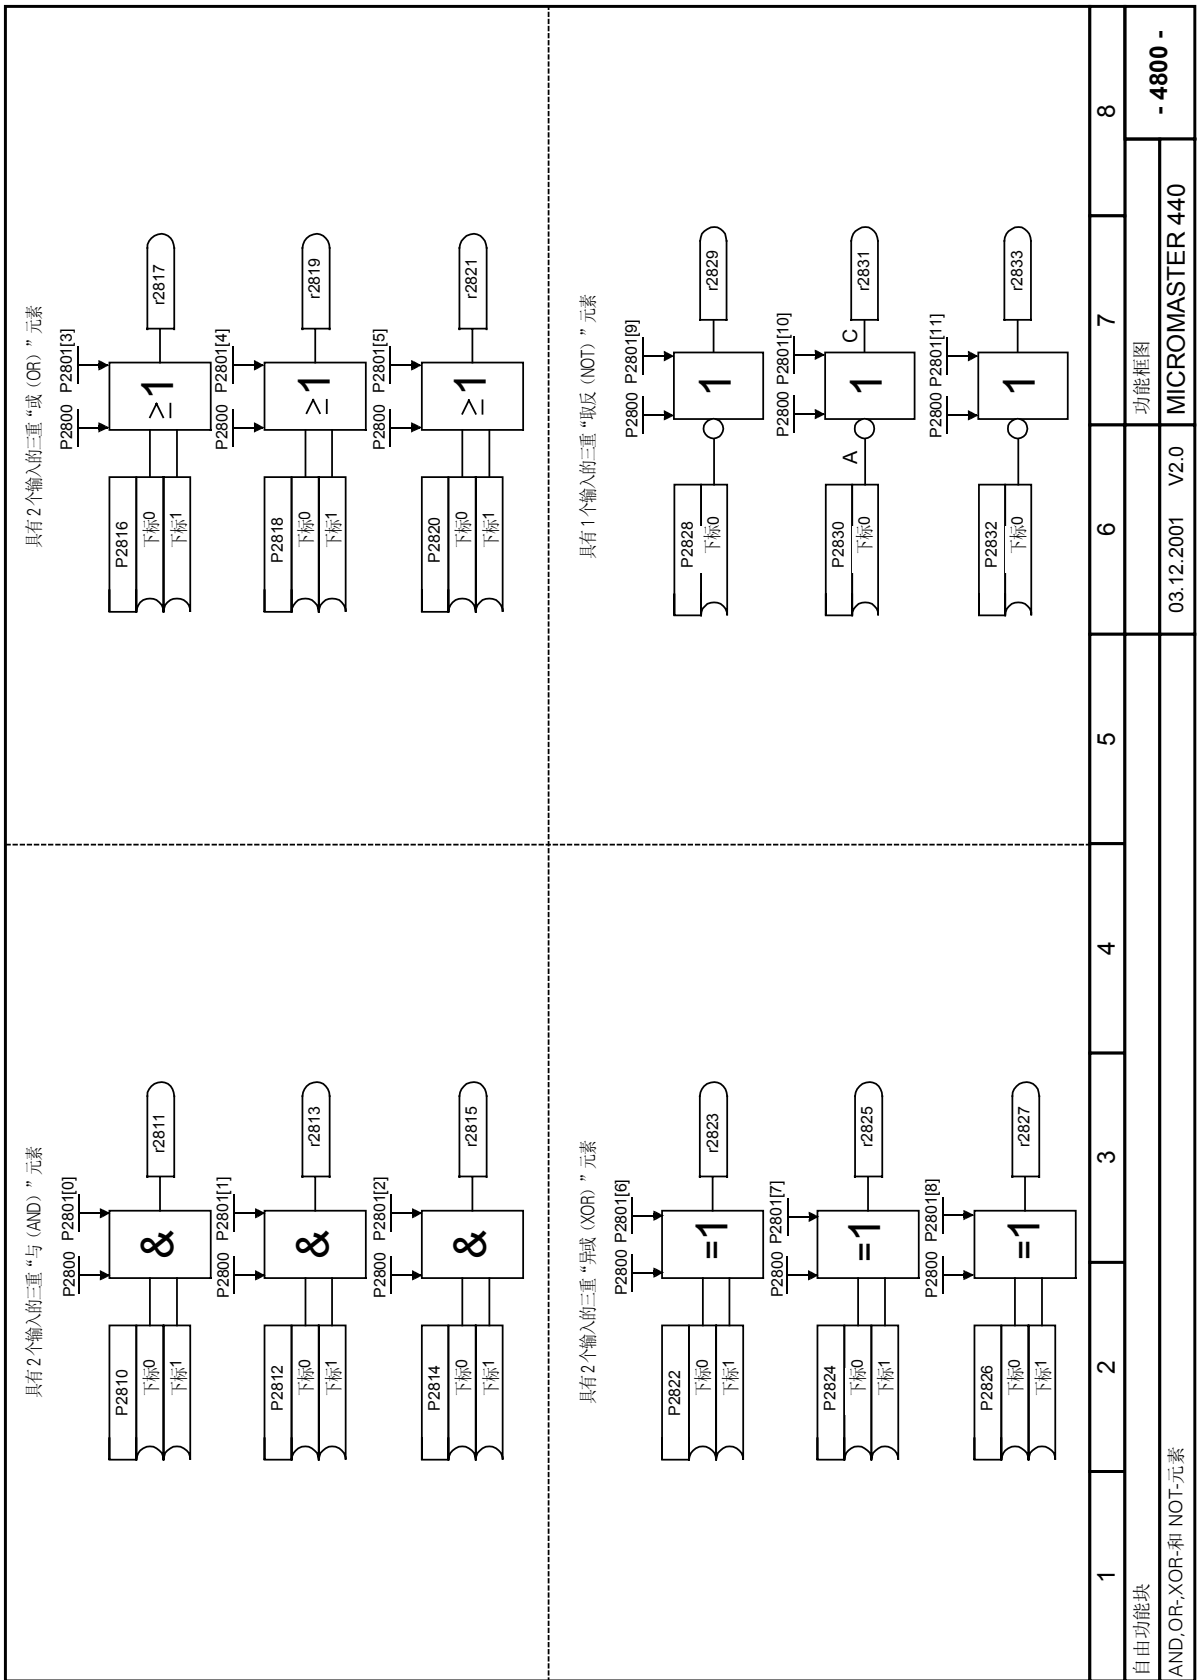 具有2个输入的三重“与（AND）”元素
P2800 P2801[0]
P2810
下标0
下标1
&
r2811
P2800 P2801[1]
P2812
下标0
下标1
&
r2813
P2800 P2801[2]
P2814
下标0
下标1
&
r2815
具有2个输入的三重“或（OR）”元素
P2800 P2801[3]
P2816
下标0
下标1
≥1
r2817
P2800 P2801[4]
P2818
下标0
下标1
≥1
r2819
P2800 P2801[5]
P2820
下标0
下标1
≥1
r2821
具有2个输入的三重“异或（XOR）”元素
P2800 P2801[6]
P2822
下标0
下标1
=1
r2823
P2800 P2801[7]
P2824
下标0
下标1
=1
r2825
P2800 P2801[8]
P2826
下标0
下标1
=1
r2827
具有1个输入的三重“取反（NOT）”元素
P2800 P2801[9]
P2828
下标0
1
r2829
P2800 P2801[10]
P2830
下标0
A
1
C
r2831
P2800 P2801[11]
P2832
下标0
1
r2833
1 2 3 4 5 6 7 8
自由功能块
功能框图
- 4800 -
AND,OR-,XOR-和 NOT-元素
03.12.2001 V2.0
MICROMASTER 440